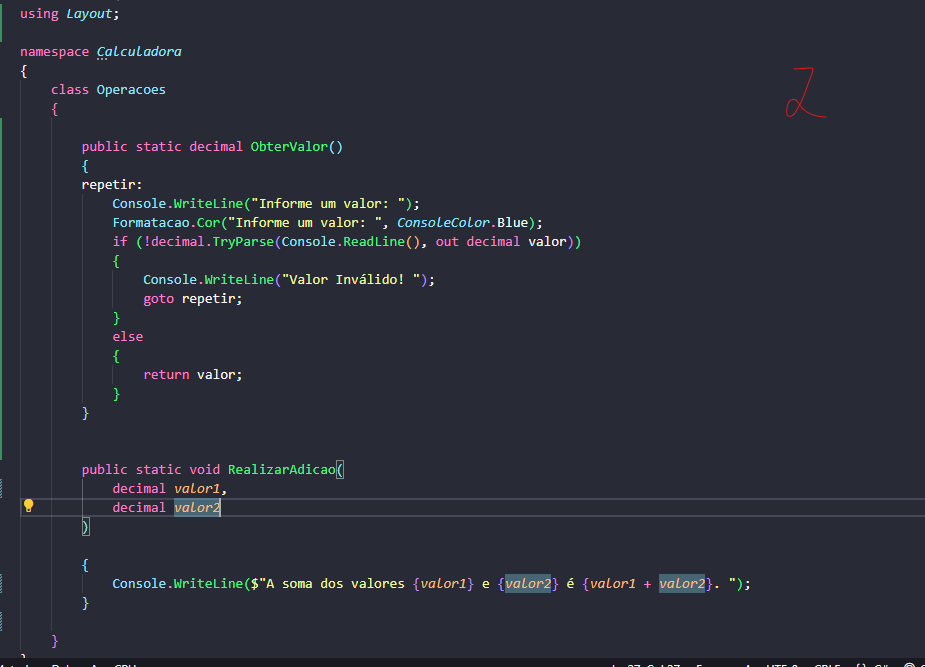 using Layout;
namespace Calculadora
{
class Operacoes
{
2
public static decimal ObterValor()
{
repetir:
Console.WriteLine("Informe um valor: ");
Formatacao.Cor("Informe um valor: ", ConsoleColor.Blue);
if (!decimal.TryParse(Console.ReadLine(), out decimal valor))
{
Console.WriteLine("Valor Inválido! ");
goto repetir;
}
else
{
return valor;
}
}
public static void RealizarAdicao(
decimal valor1,
decimal valor2
)
{
Console.WriteLine($"A soma dos valores {valor1} e {valor2} é {valor1 + valor2}. ");
}
}